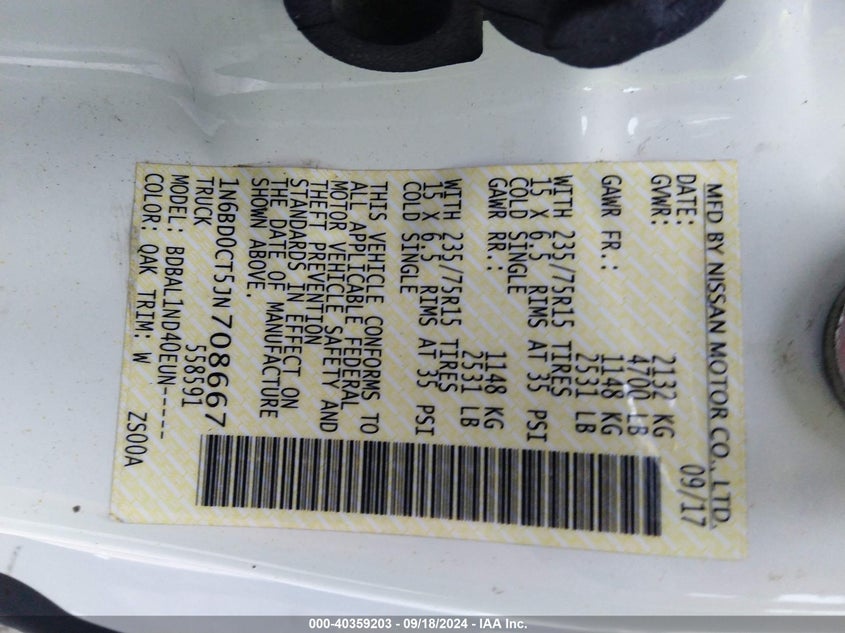 MFD BY NISSAN MOTOR CO., LTD.
DATE: 09/17
GVWR: 2132 KG
4700 LB
GAWR FR.: 1148 KG
2531 LB
WITH 235/75R15 TIRES
15 X 6.5 RIMS AT 35 PSI
COLD SINGLE
GAWR RR.: 1148 KG
2531 LB
WITH 235/75R15 TIRES
15 X 6.5 RIMS AT 35 PSI
COLD SINGLE
THIS VEHICLE CONFORMS TO
ALL APPLICABLE FEDERAL
MOTOR VEHICLE SAFETY AND
THEFT PREVENTION
STANDARDS IN EFFECT ON
THE DATE OF MANUFACTURE
SHOWN ABOVE.
1N6BD0CT5JN708667
TRUCK 558591
MODEL: BDBAL1ND40EUN-----
COLOR: QAK TRIM: W ZS00A
000-40359203 - 09/18/2024 - IAA Inc.